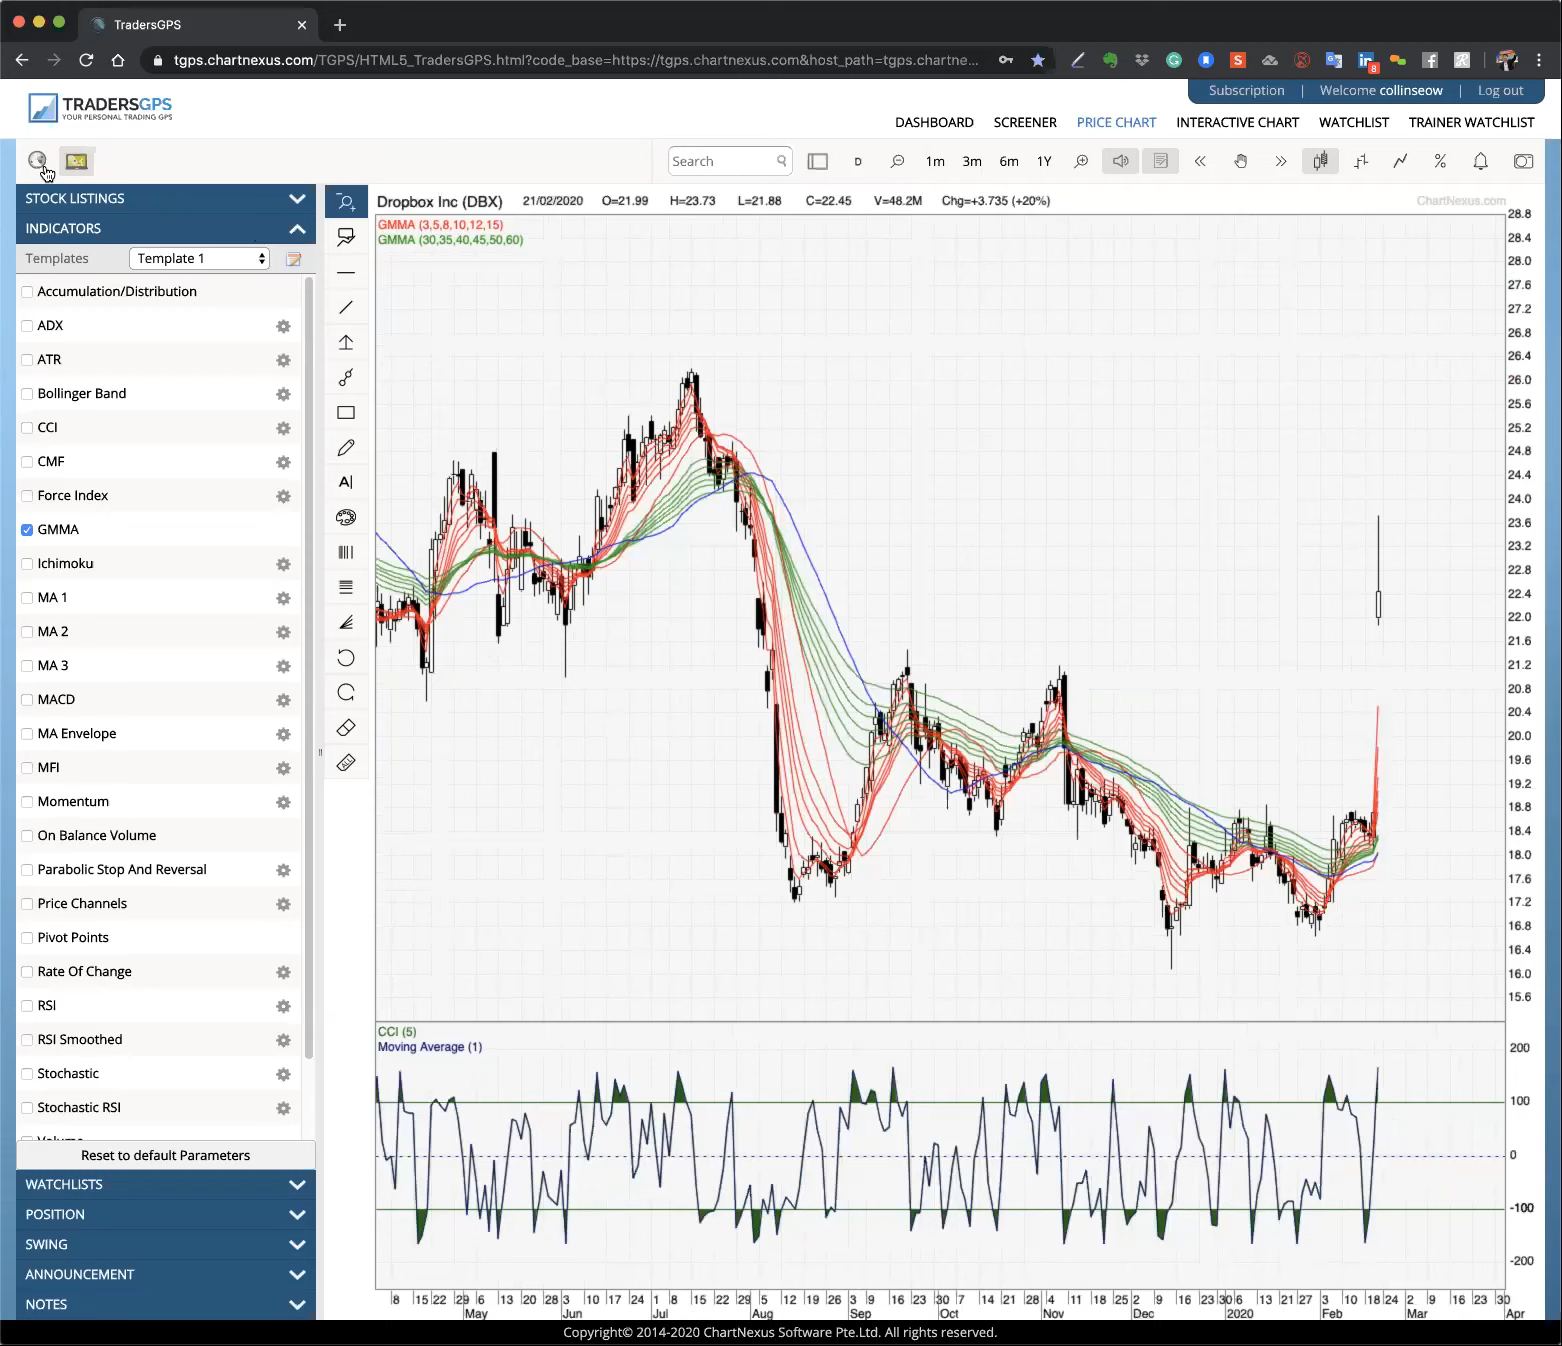 TradersGPS
tgps.chartnexus.com/TGPS/HTML5_TradersGPS.html?code_base=https://tgps.chartnexus.com&host_path=tgps.chartne...
8
TRADERSGPS
YOUR PERSONAL TRADING GPS
Subscription | Welcome collinseow | Log out
DASHBOARD SCREENER PRICE CHART INTERACTIVE CHART WATCHLIST TRAINER WATCHLIST
Search D 1m 3m 6m 1Y %
STOCK LISTINGS
INDICATORS
Templates Template 1
Accumulation/Distribution
ADX
ATR
Bollinger Band
CCI
CMF
Force Index
GMMA
Ichimoku
MA 1
MA 2
MA 3
MACD
MA Envelope
MFI
Momentum
On Balance Volume
Parabolic Stop And Reversal
Price Channels
Pivot Points
Rate Of Change
RSI
RSI Smoothed
Stochastic
Stochastic RSI
Reset to default Parameters
WATCHLISTS
POSITION
SWING
ANNOUNCEMENT
NOTES
A|
Dropbox Inc (DBX) 21/02/2020 O=21.99 H=23.73 L=21.88 C=22.45 V=48.2M Chg=+3.735 (+20%)
ChartNexus.com
GMMA (3,5,8,10,12,15)
GMMA (30,35,40,45,50,60)
28.8
28.4
28.0
27.6
27.2
26.8
26.4
26.0
25.6
25.2
24.8
24.4
24.0
23.6
23.2
22.8
22.4
22.0
21.6
21.2
20.8
20.4
20.0
19.6
19.2
18.8
18.4
18.0
17.6
17.2
16.8
16.4
16.0
15.6
CCI (5)
Moving Average (1)
200
100
0
-100
-200
8 15 22 29 6 13 20 28 3 10 17 24 1 8 15 22 29 5 12 19 26 3 9 16 23 30 7 14 21 28 4 11 18 25 2 9 16 23 30 6 13 21 27 3 10 18 24 2 9 16 23 30
May Jun Jul Aug Sep Oct Nov Dec 2020 Feb Mar Apr
Copyright© 2014-2020 ChartNexus Software Pte.Ltd. All rights reserved.